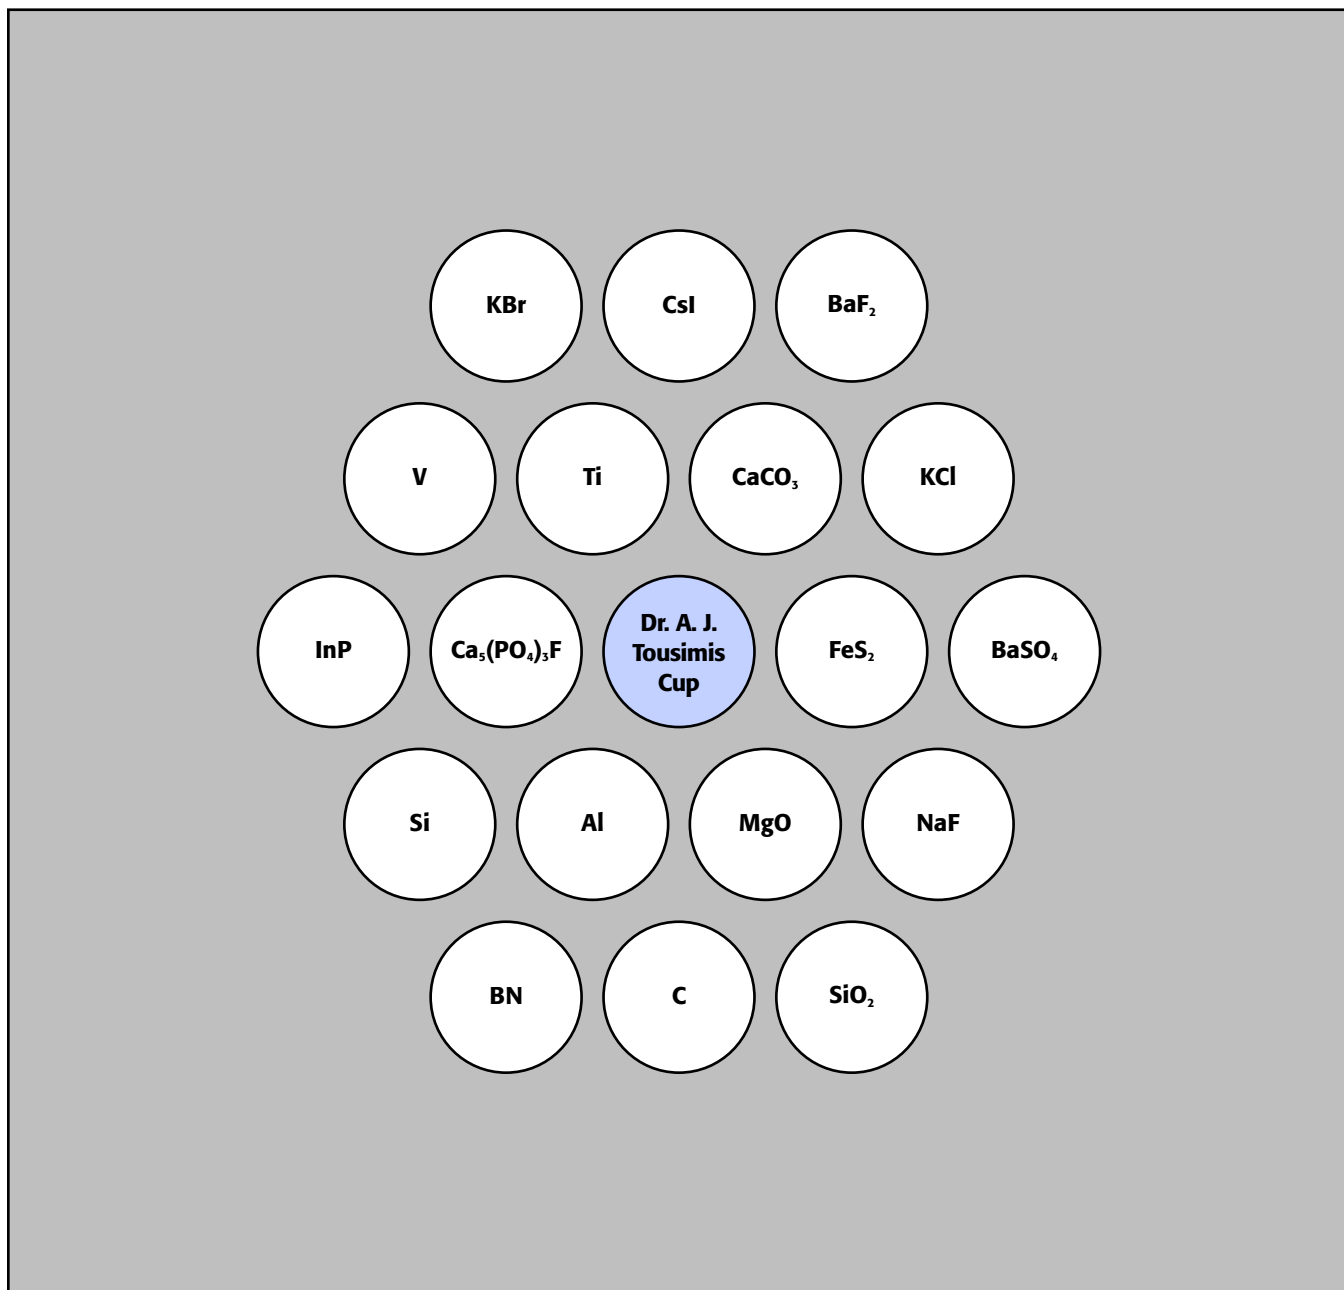 KBr
CsI
BaF₂
V
Ti
CaCO₃
KCl
InP
Ca₅(PO₄)₃F
Dr. A. J.
Tousimis
Cup
FeS₂
BaSO₄
Si
Al
MgO
NaF
BN
C
SiO₂